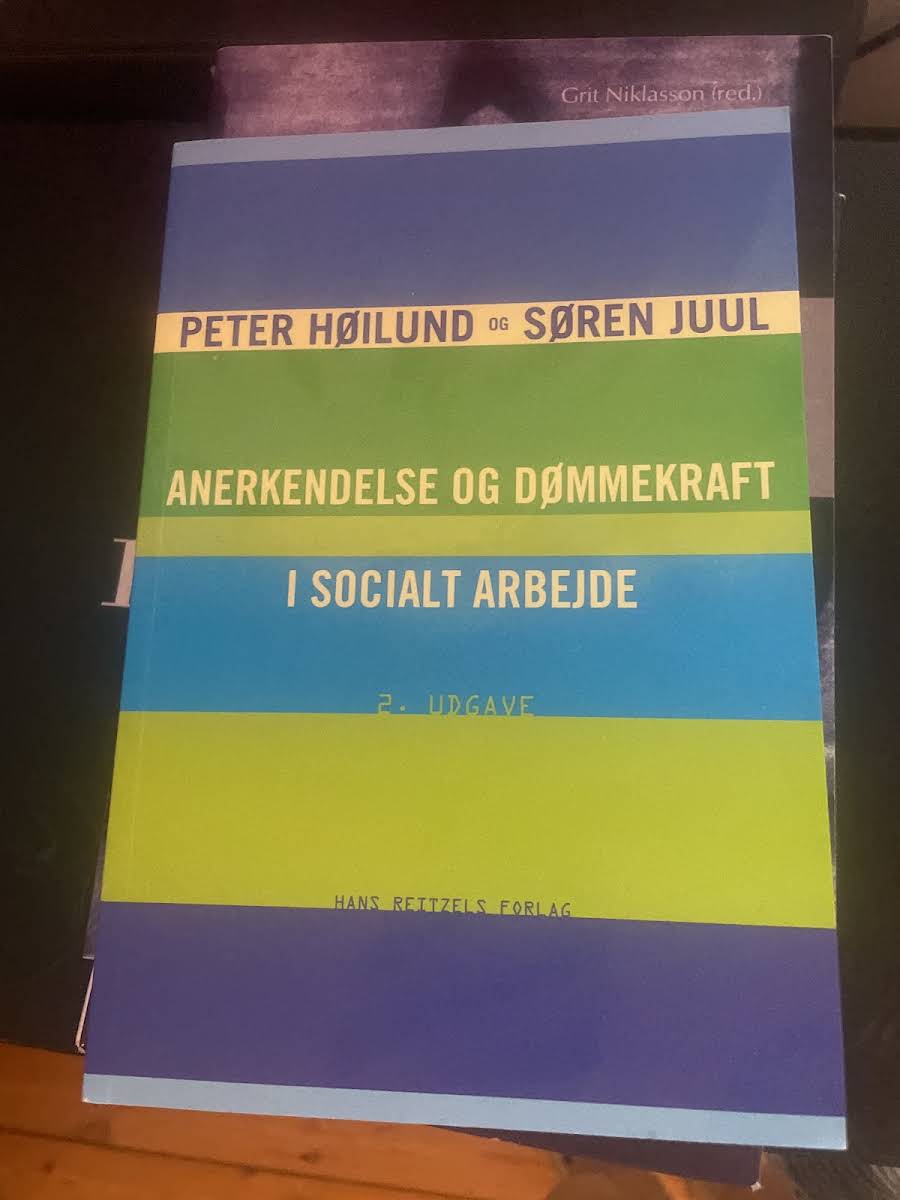 Grit Niklasson (red.)
PETER HØILUND OG SØREN JUUL
ANERKENDELSE OG DØMMEKRAFT
I SOCIALT ARBEJDE
2. UDGAVE
HANS REITZELS FORLAG